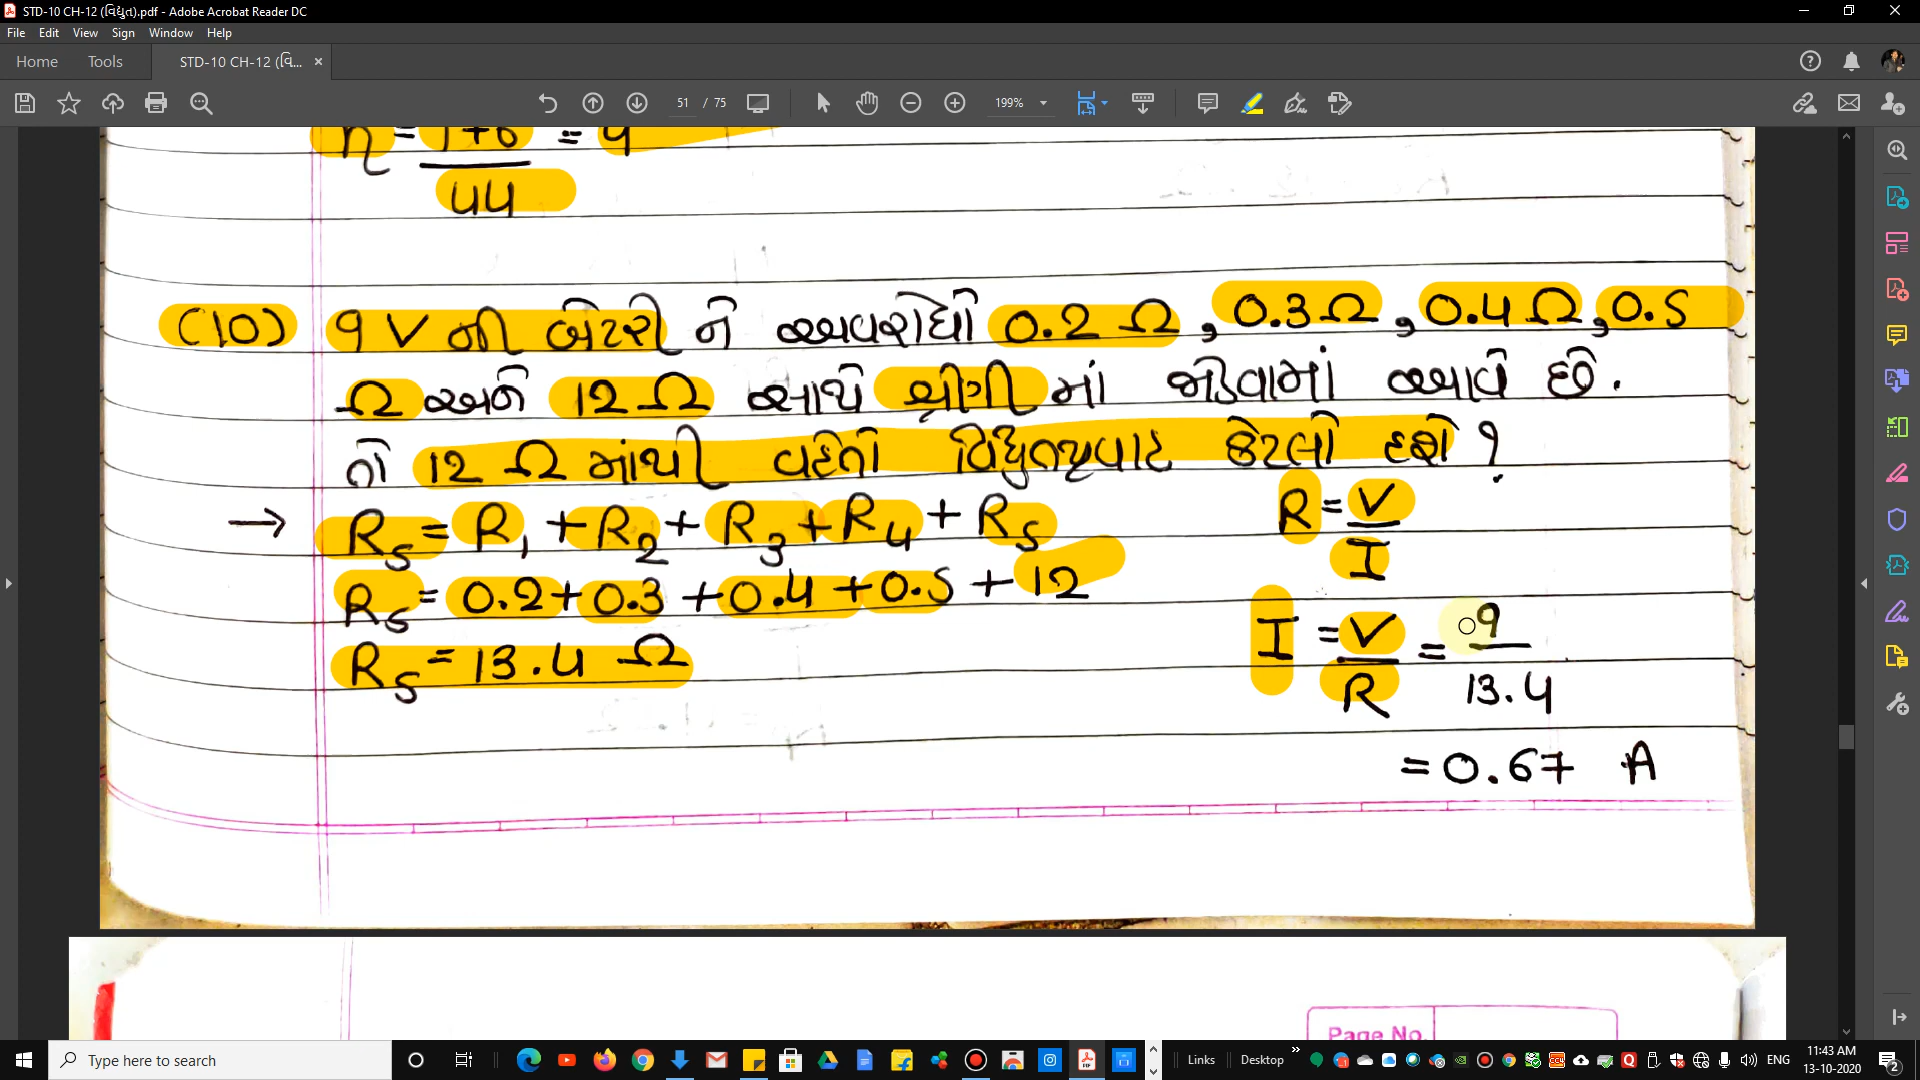 STD-10 CH-12 (વિદ્યુત).pdf - Adobe Acrobat Reader DC
File Edit View Sign Window Help
Home Tools STD-10 CH-12 (વિ... ×
51 / 75 199%
η = 176 = 4
44
(10) 9 V ની બેટરી ને અવરોધો 0.2 Ω, 0.3 Ω, 0.4 Ω, 0.5
Ω અને 12 Ω સાથે શ્રેણી માં જોડવામાં આવે છે.
તો 12 Ω માંથી વહેતો વિદ્યુતપ્રવાહ કેટલો હશે ?
→ Rs = R1 + R2 + R3 + R4 + R5
R = V
I
Rs = 0.2 + 0.3 + 0.4 + 0.5 + 12
I = V = 9
R 13.4
Rs = 13.4 Ω
= 0.67 A
Page No.
Type here to search
Links Desktop » ENG 11:43 AM
13-10-2020
2